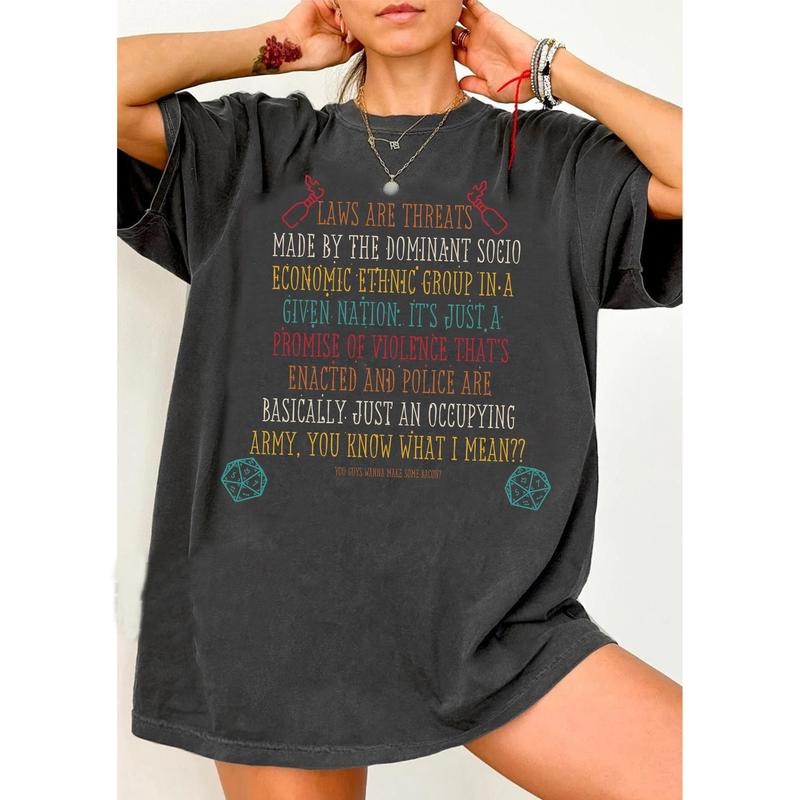 LAWS ARE THREATS
MADE BY THE DOMINANT SOCIO
ECONOMIC ETHNIC GROUP IN A
GIVEN NATION. IT'S JUST A
PROMISE OF VIOLENCE THAT'S
ENACTED AND POLICE ARE
BASICALLY JUST AN OCCUPYING
ARMY, YOU KNOW WHAT I MEAN??
YOU GUYS WANNA MAKE SOME BACON?